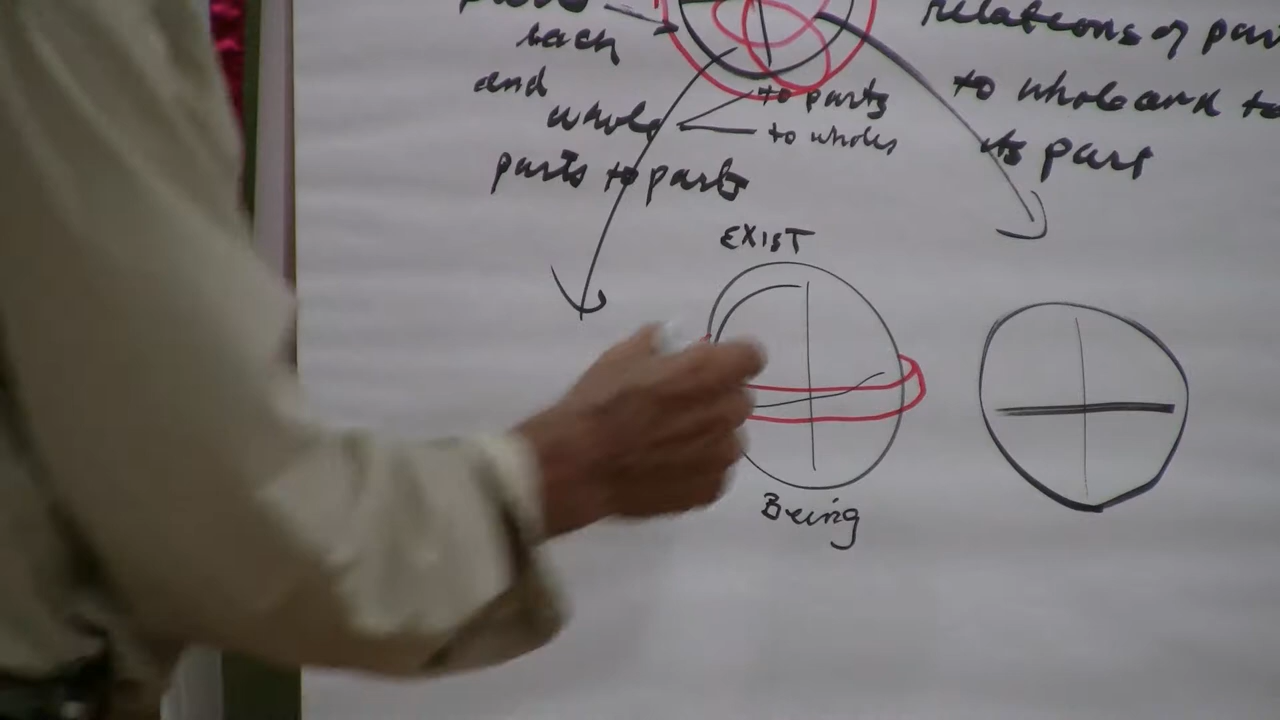 each
and
whole
to parts
to wholes
parts to parts
relations of
to whole and to
its part
EXIST
Being